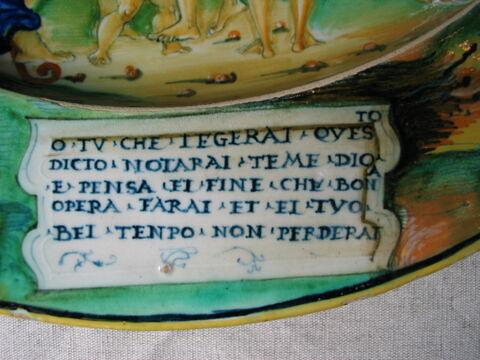 TO
O · TV · CHE · LEGERAI · QVES
DICTO · NOTARAI · TEME · DIO
· E · PENSA · EL FINE · CHE · BONA
OPERA · FARAI · ET · EL TVO ·
· BEL · TENPO · NON · PERDERAI